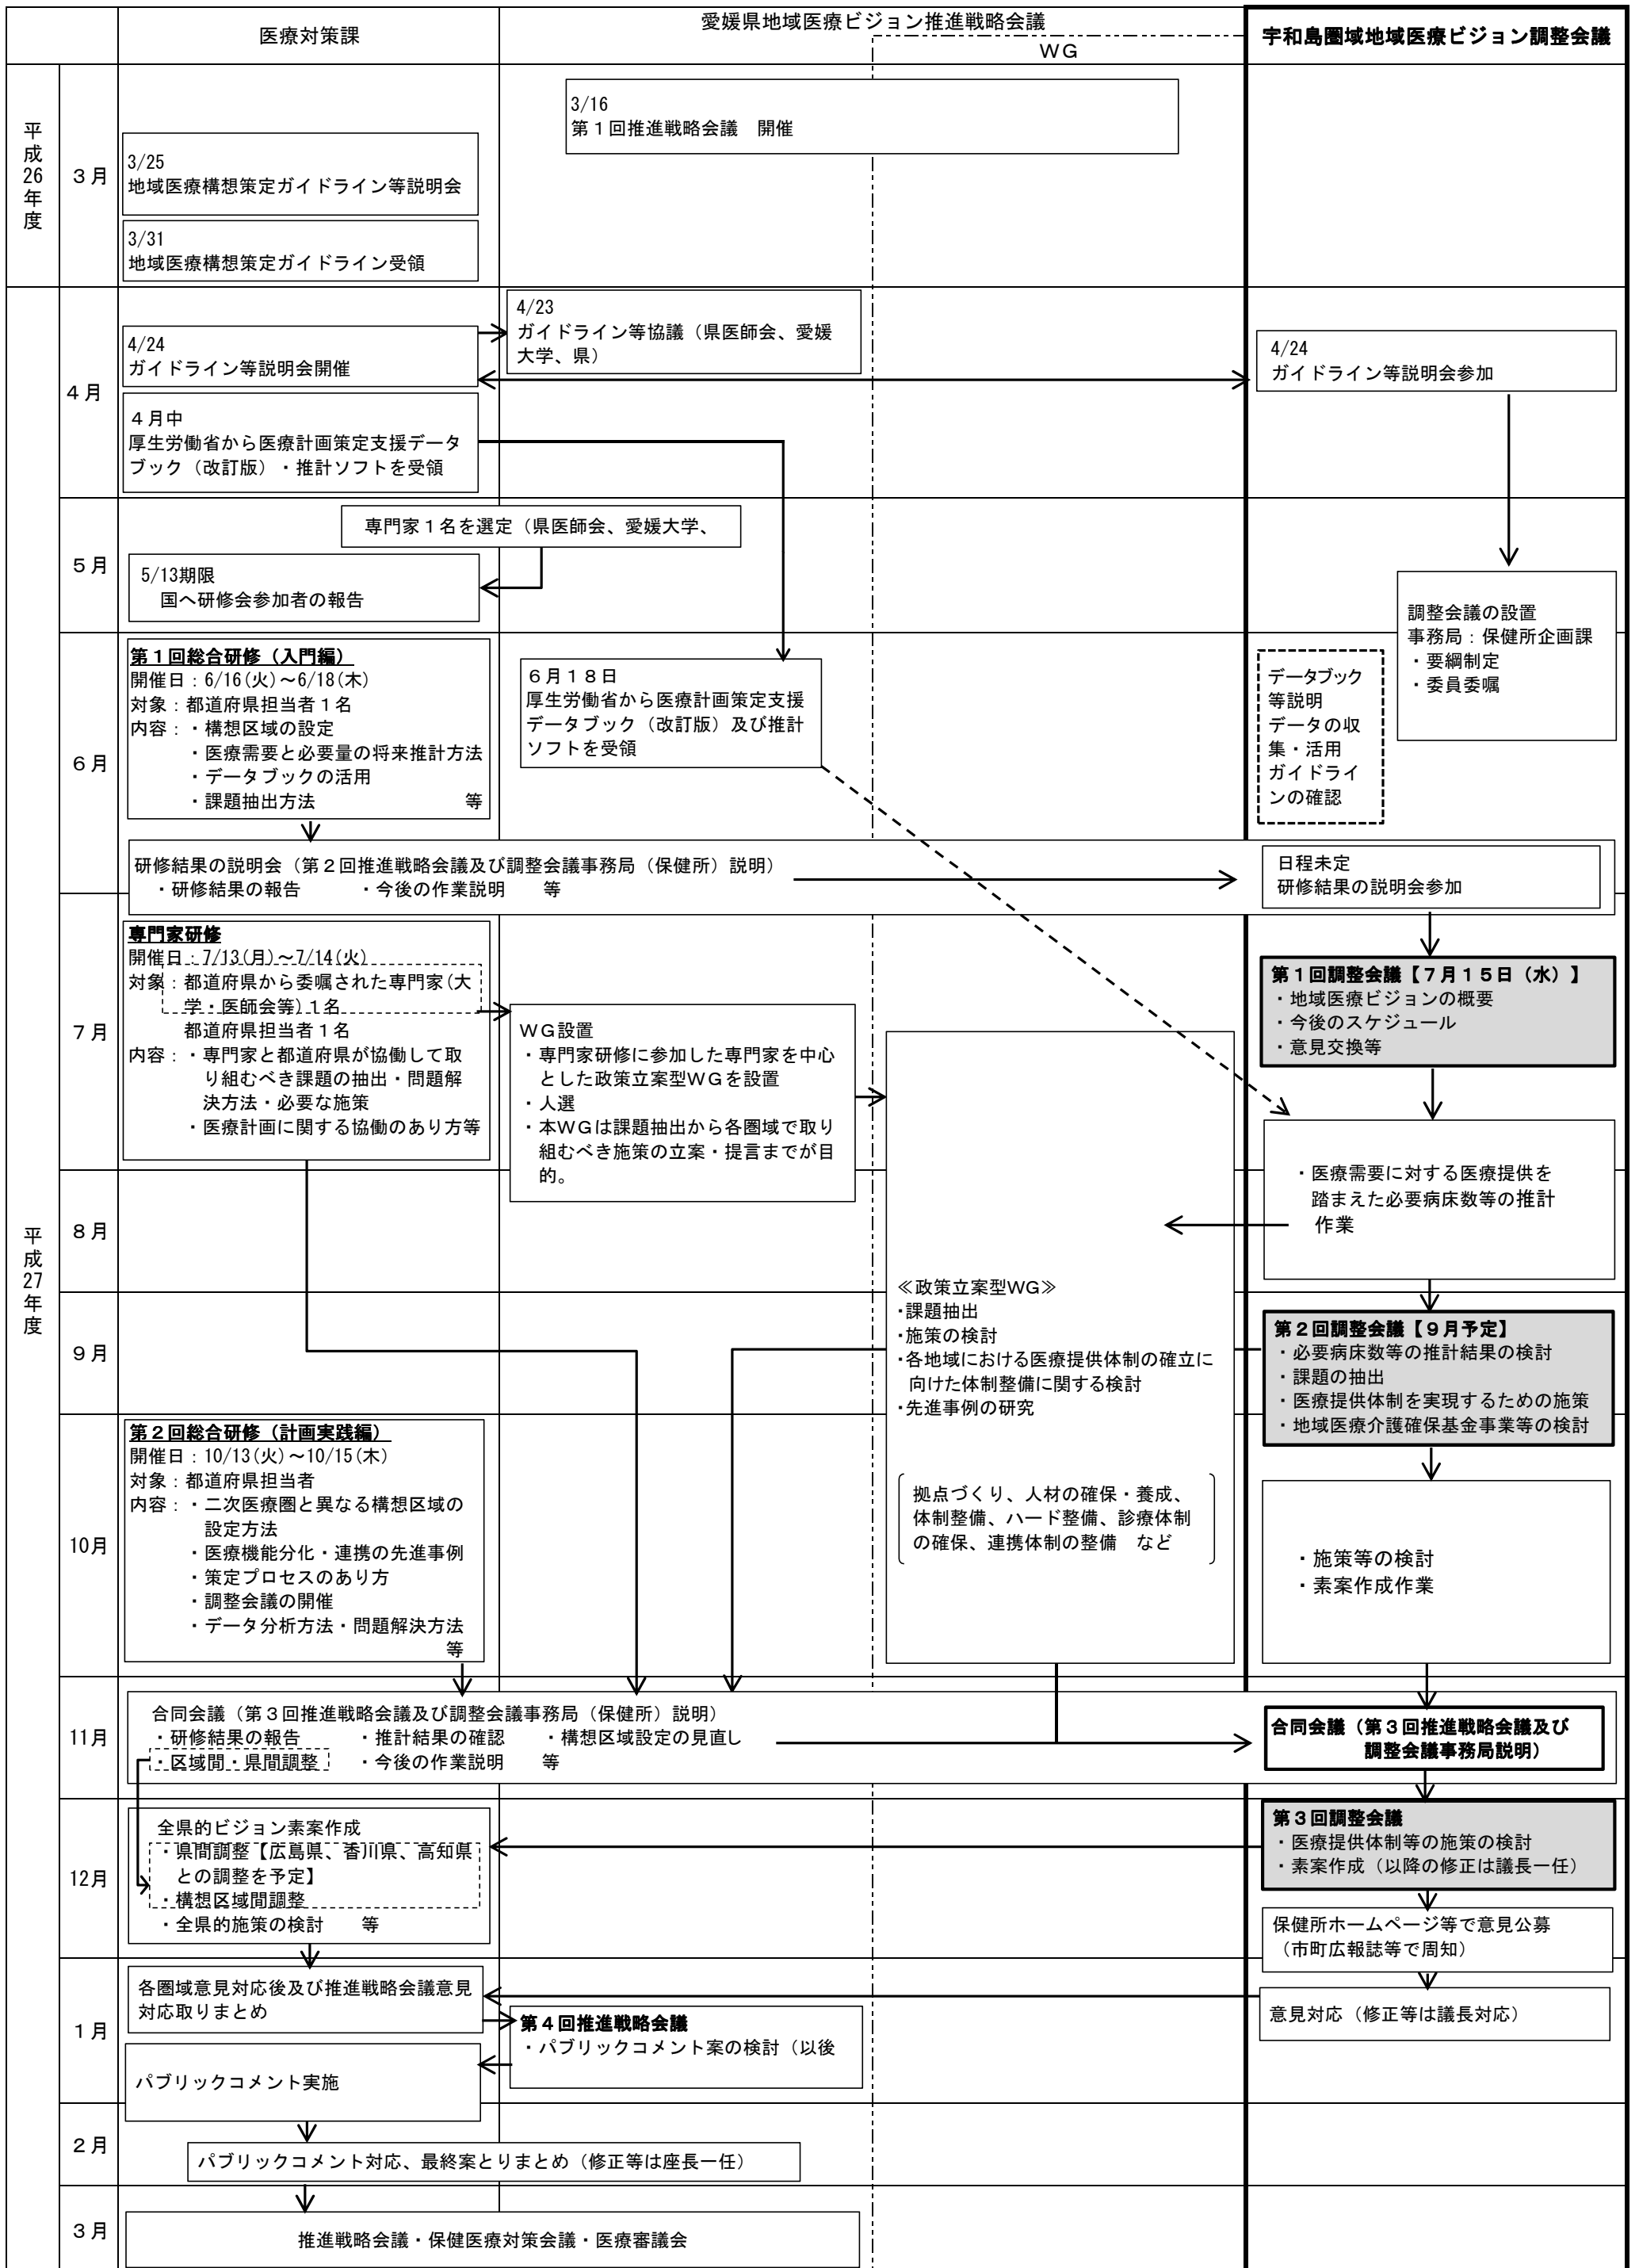 医療対策課
愛媛県地域医療ビジョン推進戦略会議
ＷＧ
宇和島圏域地域医療ビジョン調整会議
平成26年度
３月
3/16
第１回推進戦略会議　開催
3/25
地域医療構想策定ガイドライン等説明会
3/31
地域医療構想策定ガイドライン受領
平成27年度
４月
4/23
ガイドライン等協議（県医師会、愛媛
大学、県）
4/24
ガイドライン等説明会開催
4/24
ガイドライン等説明会参加
４月中
厚生労働省から医療計画策定支援データ
ブック（改訂版）・推計ソフトを受領
５月
専門家１名を選定（県医師会、愛媛大学、
5/13期限
国へ研修会参加者の報告
調整会議の設置
事務局：保健所企画課
・要綱制定
・委員委嘱
６月
第１回総合研修（入門編）
開催日：6/16(火)～6/18(木)
対象：都道府県担当者１名
内容：・構想区域の設定
・医療需要と必要量の将来推計方法
・データブックの活用
・課題抽出方法　　等
６月１８日
厚生労働省から医療計画策定支援
データブック（改訂版）及び推計
ソフトを受領
データブック
等説明
データの収
集・活用
ガイドライ
ンの確認
研修結果の説明会（第２回推進戦略会議及び調整会議事務局（保健所）説明）
・研修結果の報告　　・今後の作業説明　　等
日程未定
研修結果の説明会参加
７月
専門家研修
開催日：7/13(月)～7/14(火)
対象：都道府県から委嘱された専門家(大
学・医師会等)１名
都道府県担当者１名
内容：・専門家と都道府県が協働して取
り組むべき課題の抽出・問題解
決方法・必要な施策
・医療計画に関する協働のあり方等
ＷＧ設置
・専門家研修に参加した専門家を中心
とした政策立案型ＷＧを設置
・人選
・本ＷＧは課題抽出から各圏域で取り
組むべき施策の立案・提言までが目
的。
第１回調整会議【７月１５日（水）】
・地域医療ビジョンの概要
・今後のスケジュール
・意見交換等
８月
・医療需要に対する医療提供を
踏まえた必要病床数等の推計
作業
≪政策立案型WG≫
・課題抽出
・施策の検討
・各地域における医療提供体制の確立に
向けた体制整備に関する検討
・先進事例の研究
拠点づくり、人材の確保・養成、
体制整備、ハード整備、診療体制
の確保、連携体制の整備　など
９月
第２回調整会議【９月予定】
・必要病床数等の推計結果の検討
・課題の抽出
・医療提供体制を実現するための施策
・地域医療介護確保基金事業等の検討
10月
第２回総合研修（計画実践編）
開催日：10/13(火)～10/15(木)
対象：都道府県担当者
内容：・二次医療圏と異なる構想区域の
設定方法
・医療機能分化・連携の先進事例
・策定プロセスのあり方
・調整会議の開催
・データ分析方法・問題解決方法
等
・施策等の検討
・素案作成作業
11月
合同会議（第３回推進戦略会議及び調整会議事務局（保健所）説明）
・研修結果の報告　　・推計結果の確認　　・構想区域設定の見直し
・区域間・県間調整　　・今後の作業説明　　等
合同会議（第３回推進戦略会議及び
調整会議事務局説明）
12月
全県的ビジョン素案作成
・県間調整【広島県、香川県、高知県
との調整を予定】
・構想区域間調整
・全県的施策の検討　　等
第３回調整会議
・医療提供体制等の施策の検討
・素案作成（以降の修正は議長一任）
保健所ホームページ等で意見公募
（市町広報誌等で周知）
１月
各圏域意見対応後及び推進戦略会議意見
対応取りまとめ
第４回推進戦略会議
・パブリックコメント案の検討（以後
意見対応（修正等は議長対応）
パブリックコメント実施
２月
パブリックコメント対応、最終案とりまとめ（修正等は座長一任）
３月
推進戦略会議・保健医療対策会議・医療審議会